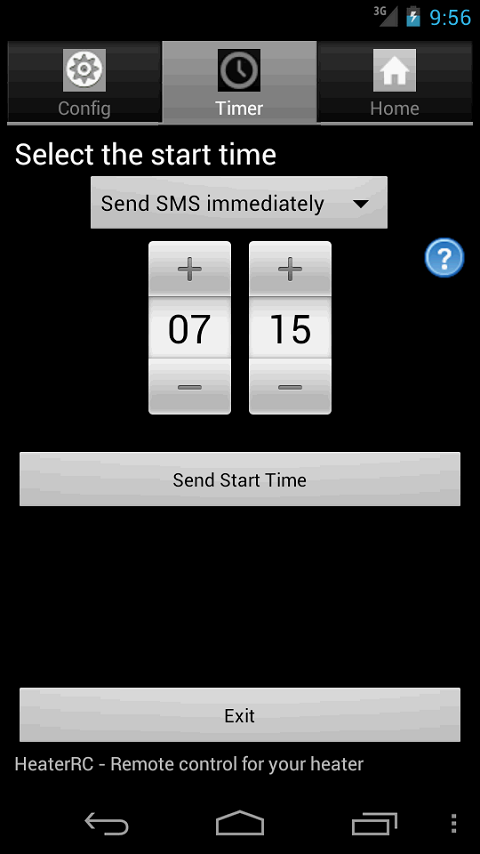 3G 9:56
Config Timer Home
Select the start time
Send SMS immediately
?
+ +
07 15
− −
Send Start Time
Exit
HeaterRC - Remote control for your heater